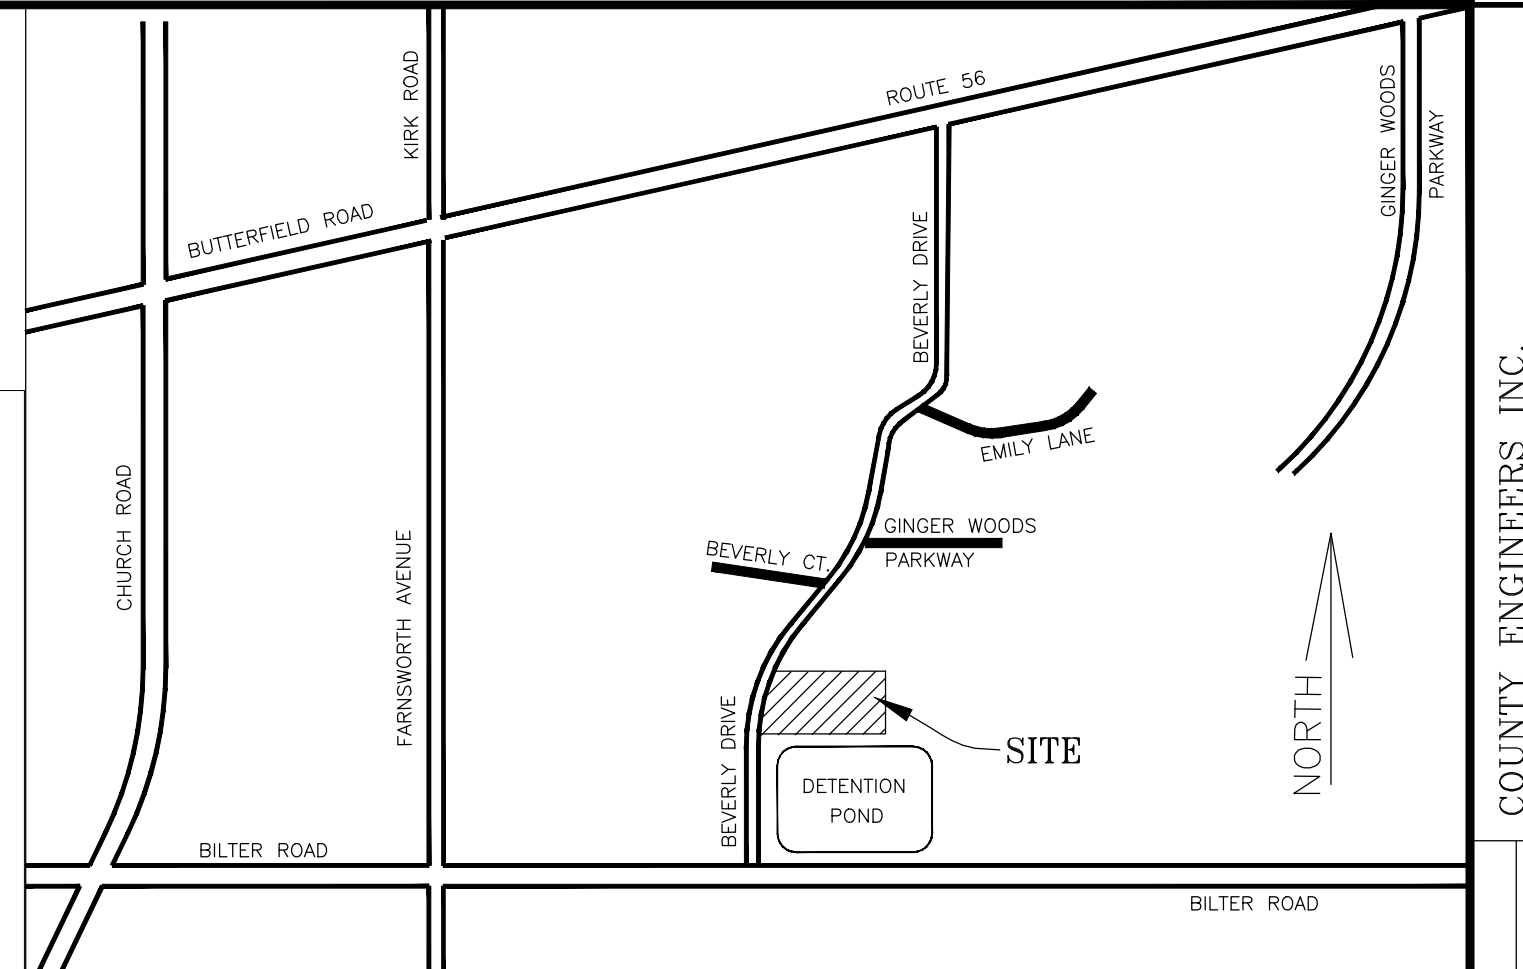 ROUTE 56
KIRK ROAD
GINGER WOODS
PARKWAY
BUTTERFIELD ROAD
BEVERLY DRIVE
EMILY LANE
CHURCH ROAD
FARNSWORTH AVENUE
GINGER WOODS
PARKWAY
BEVERLY CT.
BEVERLY DRIVE
SITE
DETENTION
POND
NORTH
BILTER ROAD
BILTER ROAD
COUNTY ENGINEERS INC.